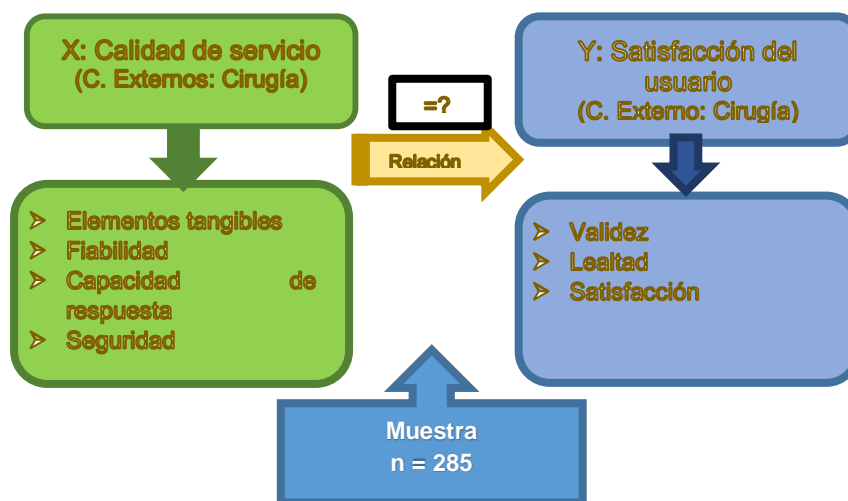 X: Calidad de servicio
(C. Externos: Cirugía)
=?
Relación
Y: Satisfacción del
usuario
(C. Externo: Cirugía)
Elementos tangibles
Fiabilidad
Capacidad de
respuesta
Seguridad
Validez
Lealtad
Satisfacción
Muestra
n = 285